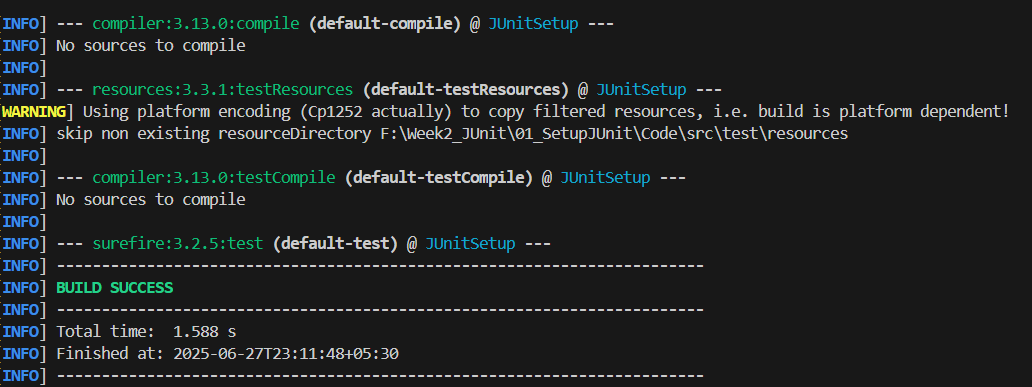 [INFO] --- compiler:3.13.0:compile (default-compile) @ JUnitSetup ---
[INFO] No sources to compile
[INFO]
[INFO] --- resources:3.3.1:testResources (default-testResources) @ JUnitSetup ---
[WARNING] Using platform encoding (Cp1252 actually) to copy filtered resources, i.e. build is platform dependent!
[INFO] skip non existing resourceDirectory F:\Week2_JUnit\01_SetupJUnit\Code\src\test\resources
[INFO]
[INFO] --- compiler:3.13.0:testCompile (default-testCompile) @ JUnitSetup ---
[INFO] No sources to compile
[INFO]
[INFO] --- surefire:3.2.5:test (default-test) @ JUnitSetup ---
[INFO] ------------------------------------------------------------------------
[INFO] BUILD SUCCESS
[INFO] ------------------------------------------------------------------------
[INFO] Total time:  1.588 s
[INFO] Finished at: 2025-06-27T23:11:48+05:30
[INFO] ------------------------------------------------------------------------